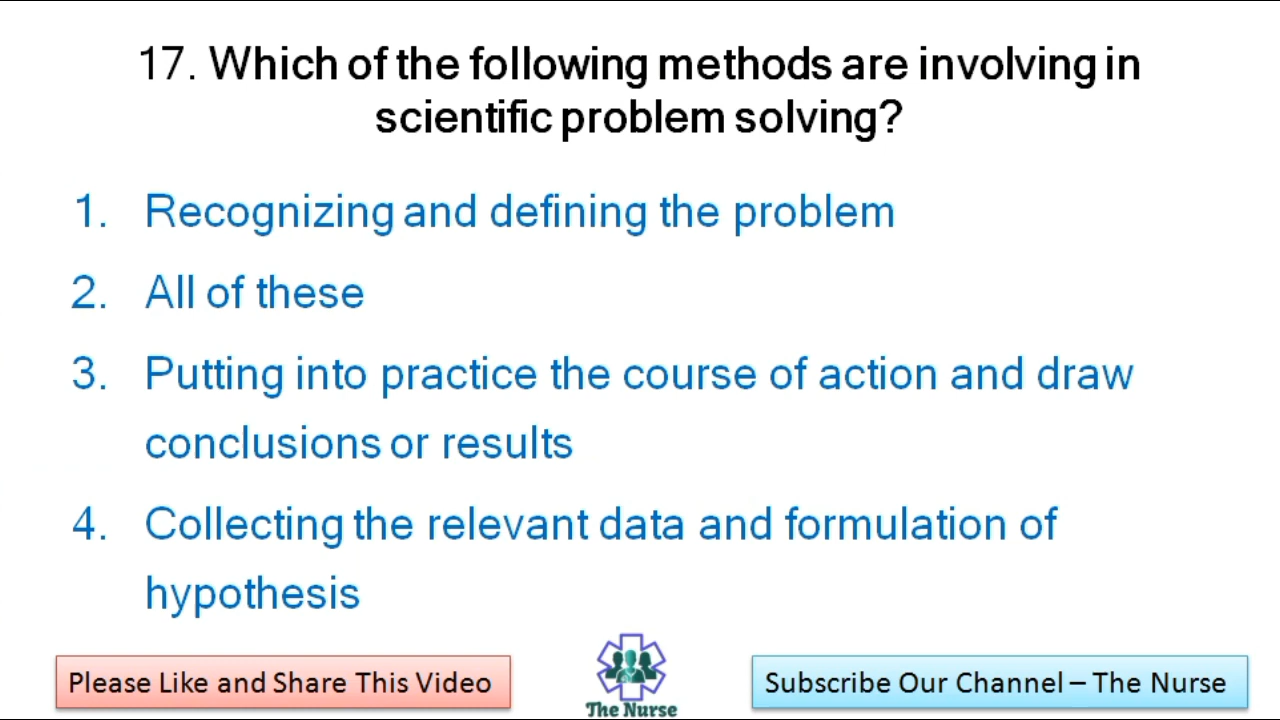 17. Which of the following methods are involving in
scientific problem solving?
1. Recognizing and defining the problem
2. All of these
3. Putting into practice the course of action and draw
conclusions or results
4. Collecting the relevant data and formulation of
hypothesis
Please Like and Share This Video
The Nurse
Subscribe Our Channel – The Nurse